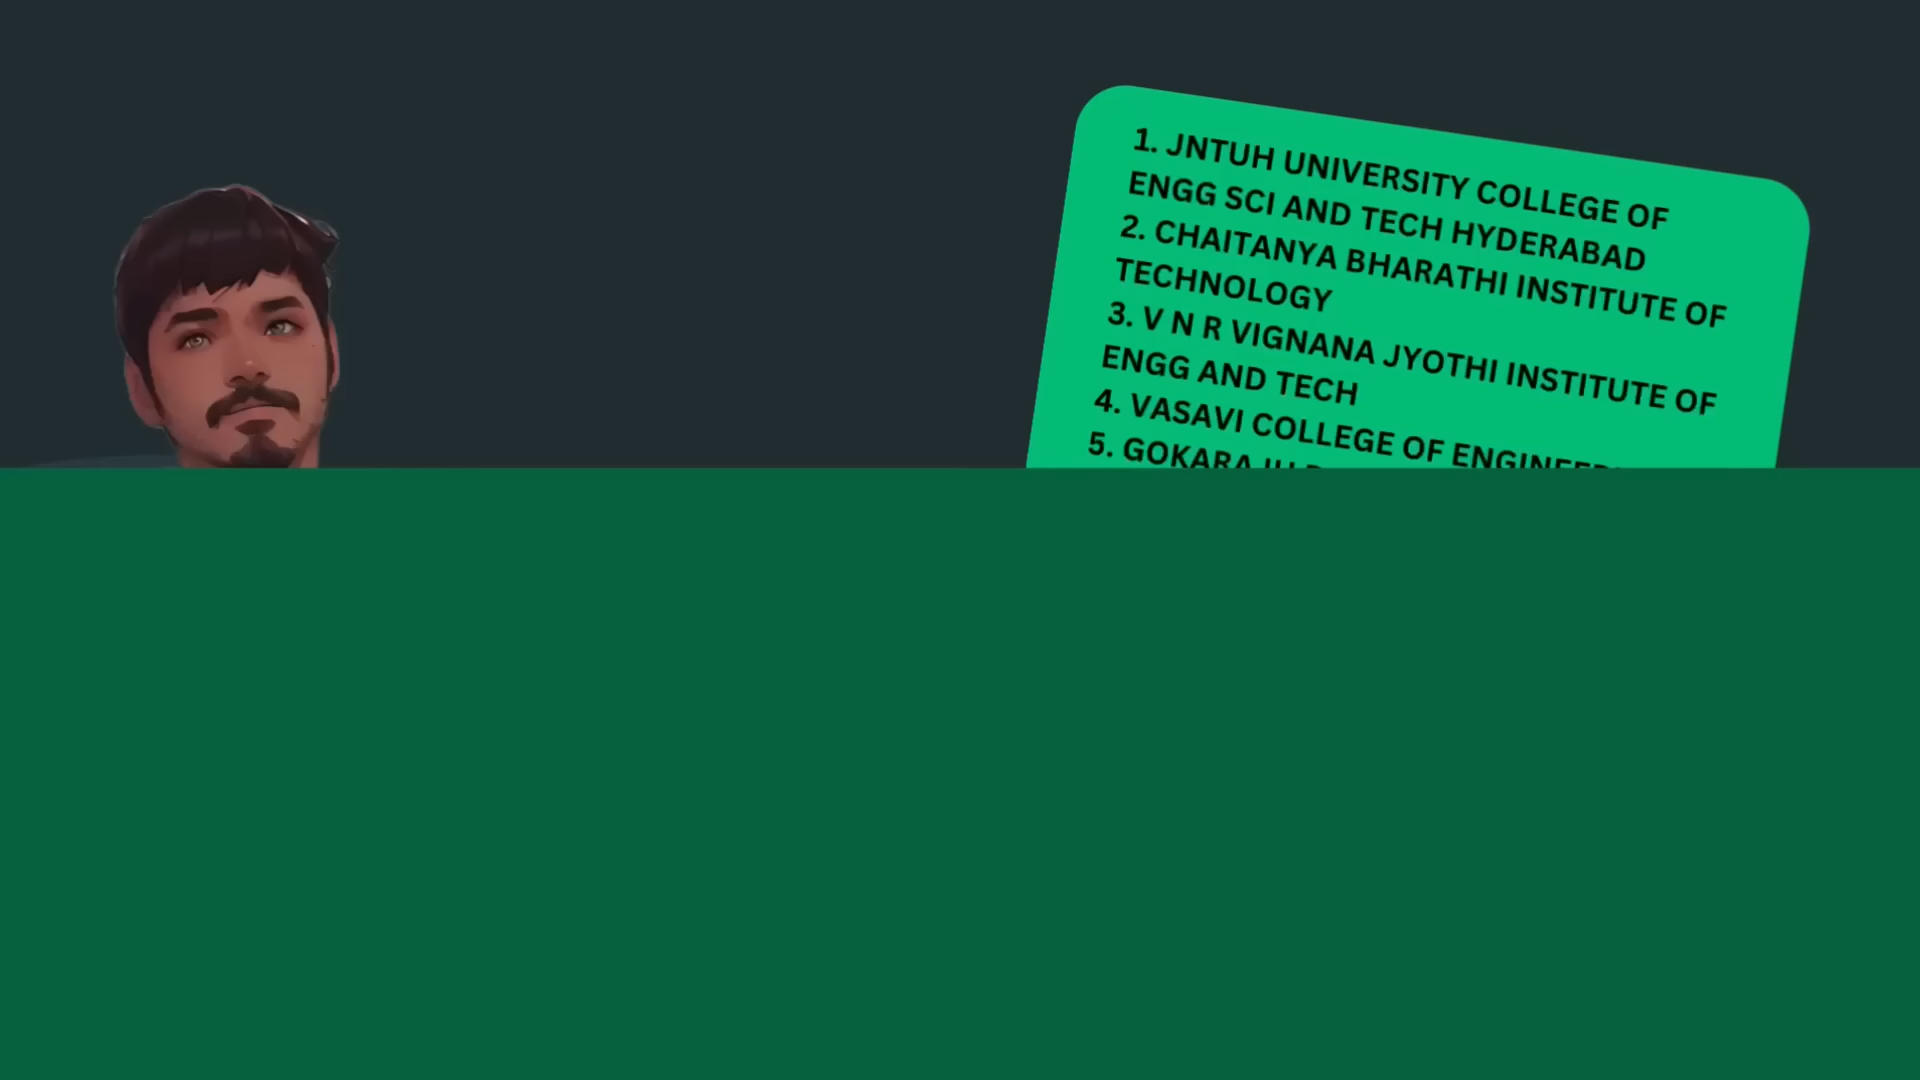 1. JNTUH UNIVERSITY COLLEGE OF
ENGG SCI AND TECH HYDERABAD
2. CHAITANYA BHARATHI INSTITUTE OF
TECHNOLOGY
3. V N R VIGNANA JYOTHI INSTITUTE OF
ENGG AND TECH
4. VASAVI COLLEGE OF
5.